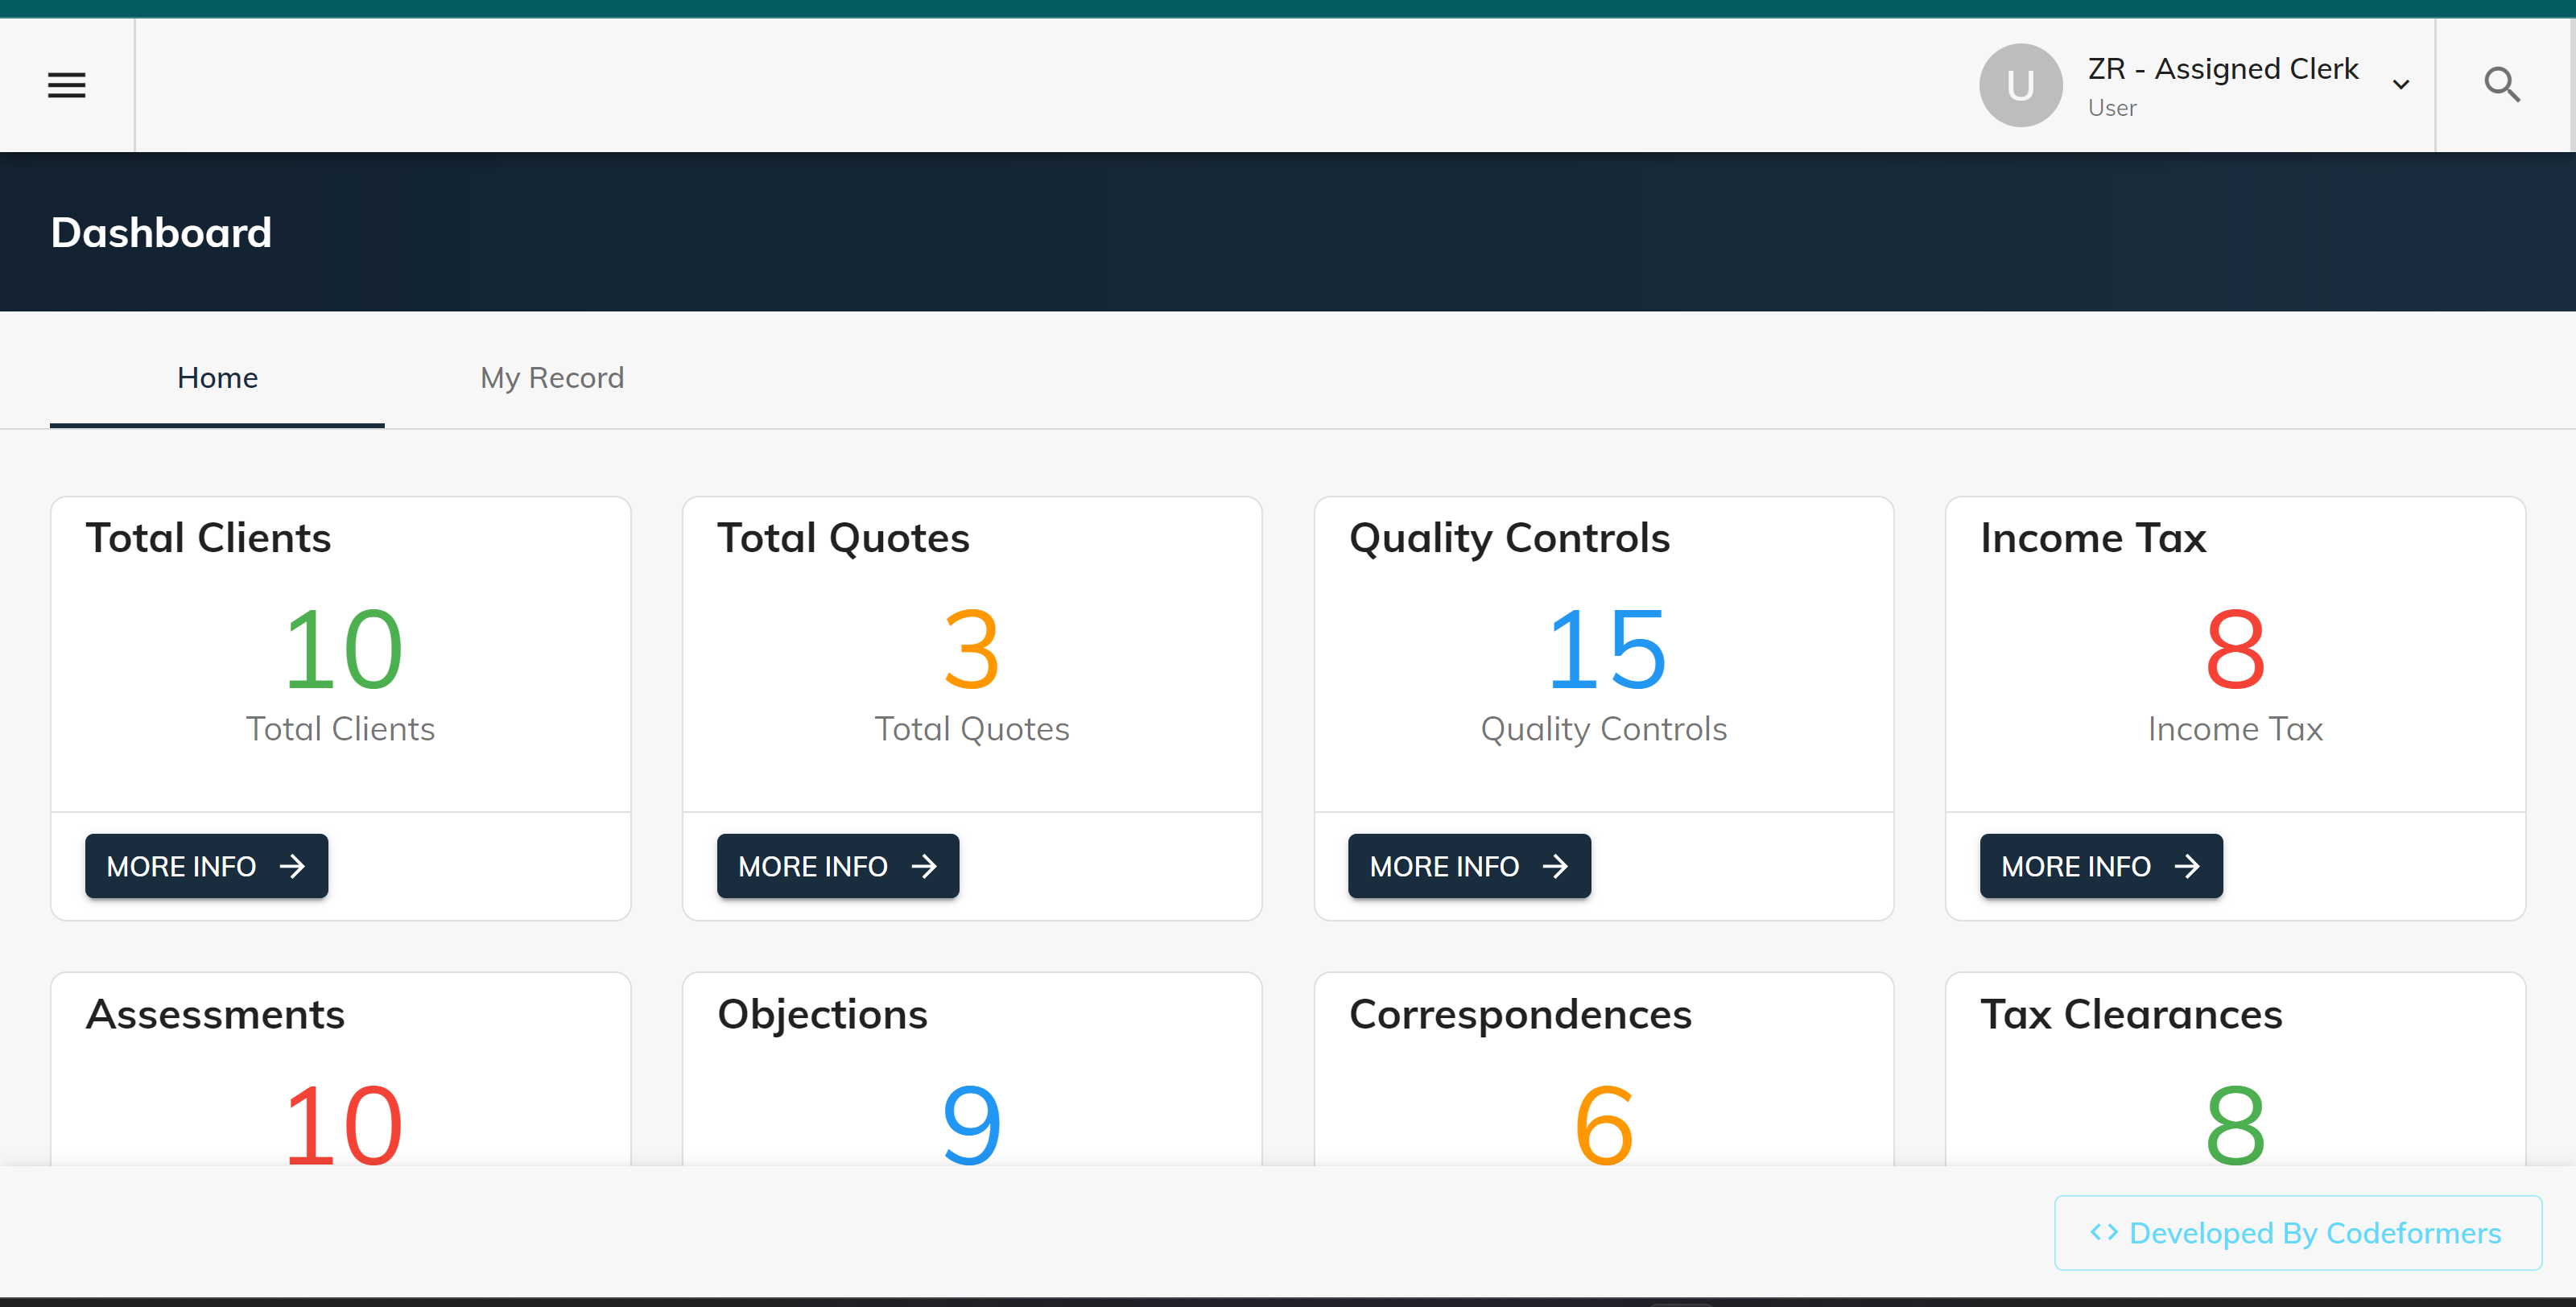 ZR - Assigned Clerk
U
User
Dashboard
Home
My Record
Total Clients
10
Total Clients
MORE INFO
Total Quotes
3
Total Quotes
MORE INFO
Quality Controls
15
Quality Controls
MORE INFO
Income Tax
8
Income Tax
MORE INFO
Assessments
10
Objections
9
Correspondences
6
Tax Clearances
8
<> Developed By Codeformers